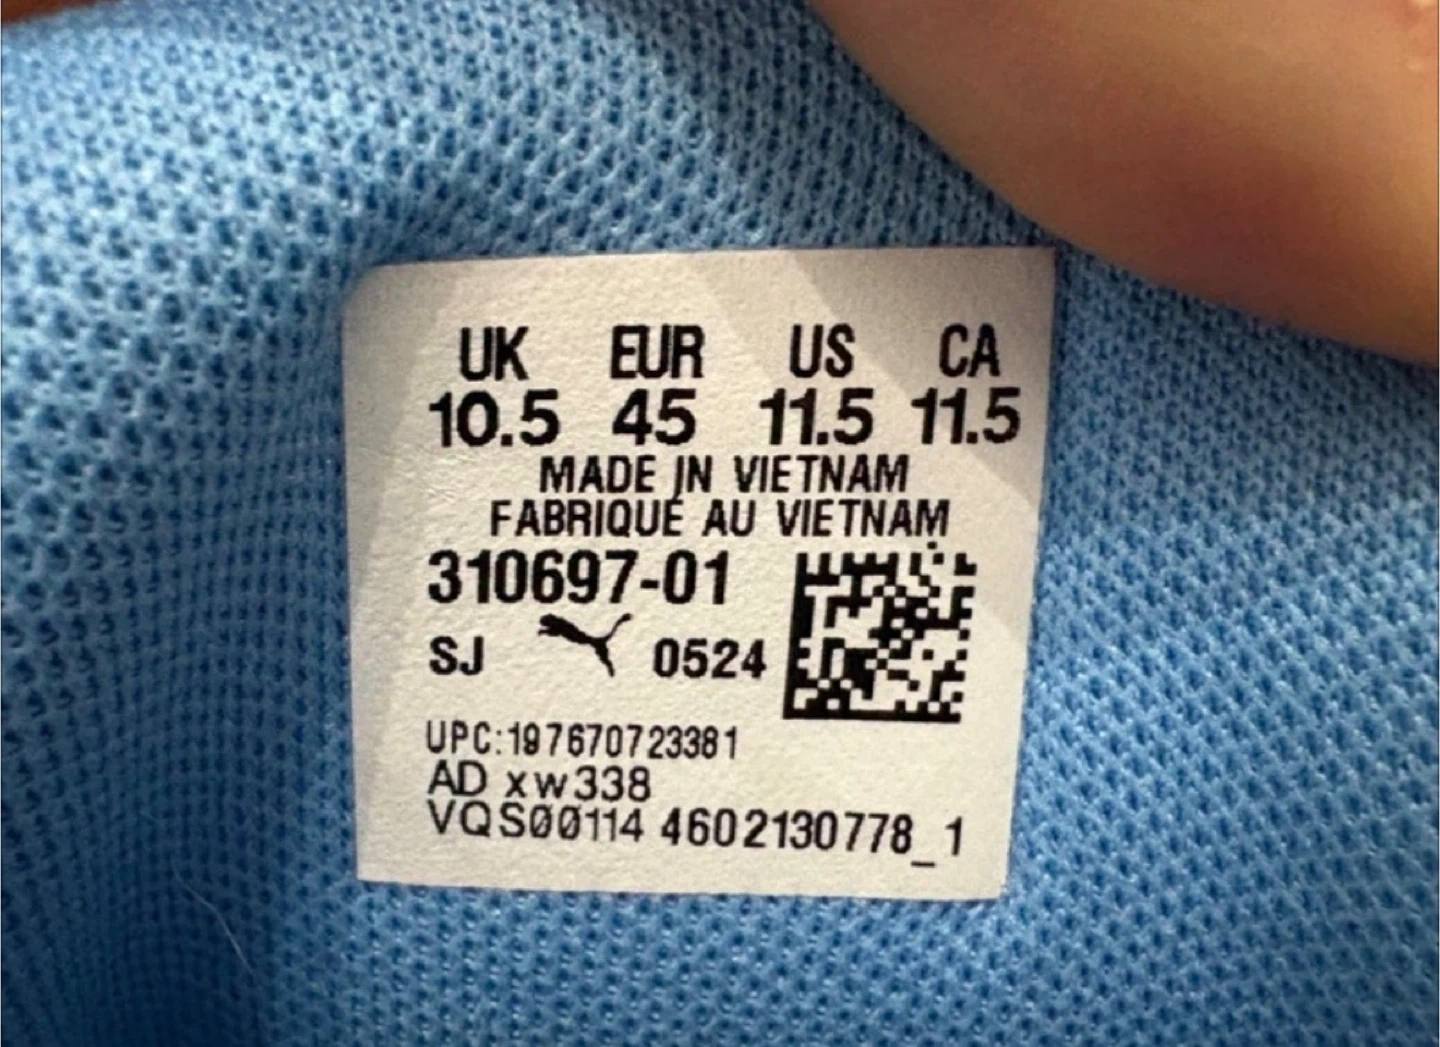 UK EUR US CA
10.5 45 11.5 11.5
MADE IN VIETNAM
FABRIQUÉ AU VIETNAM
310697-01
SJ 0524
UPC:197670723381
AD xw338
VQS00114 4602130778_1